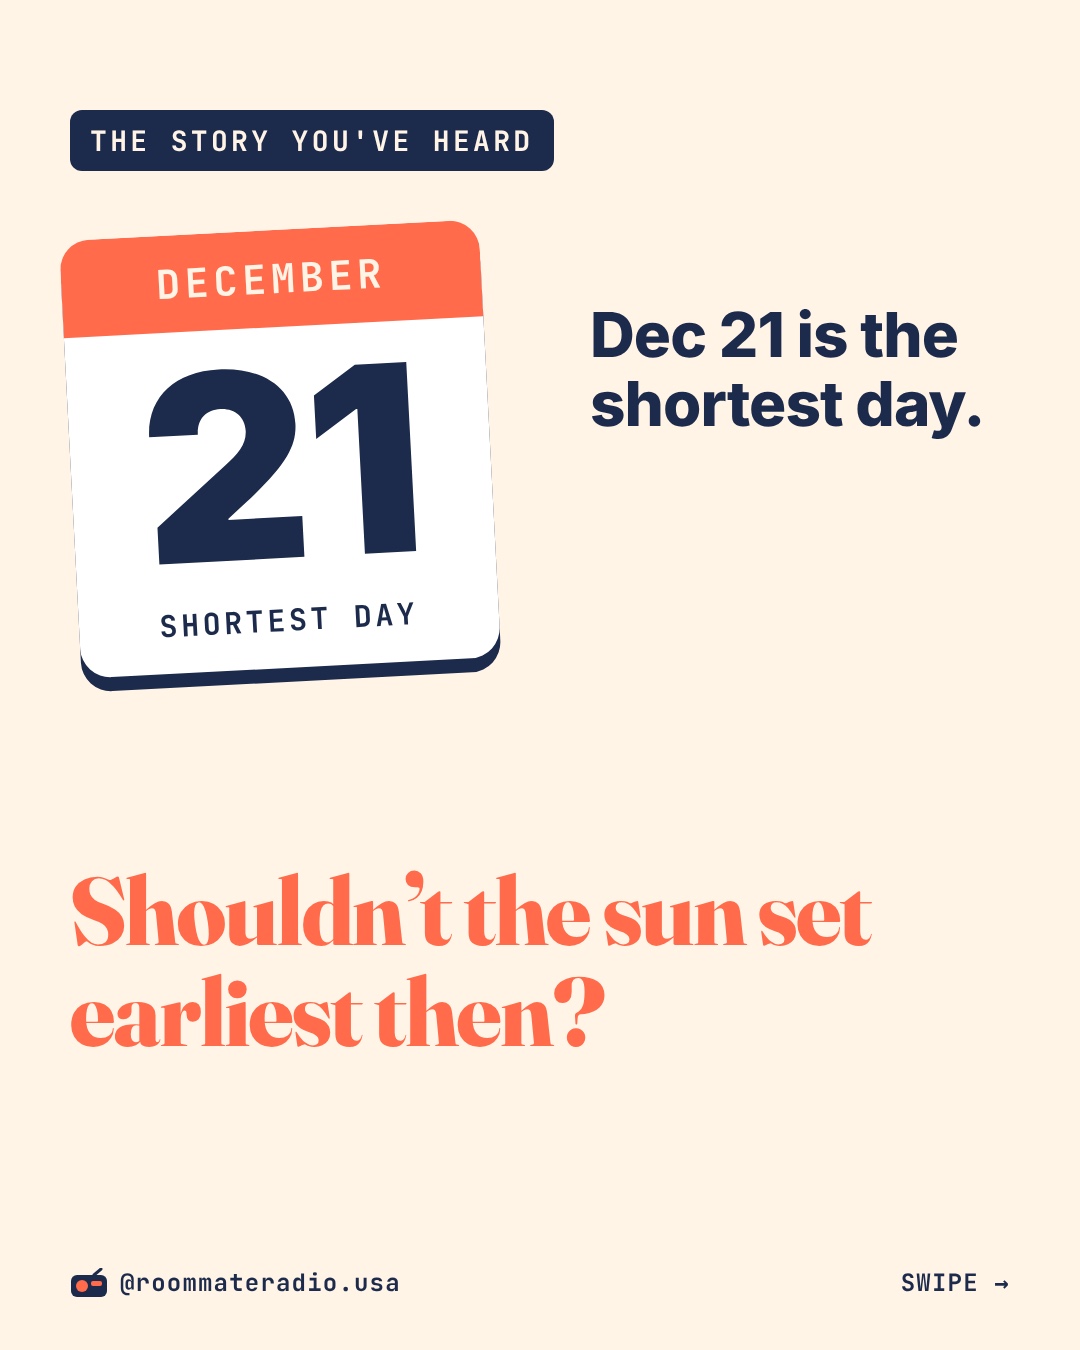 THE STORY YOU'VE HEARD
DECEMBER
21
SHORTEST DAY
Dec 21 is the
shortest day.
Shouldn’t the sun set
earliest then?
@roommateradio.usa
SWIPE →